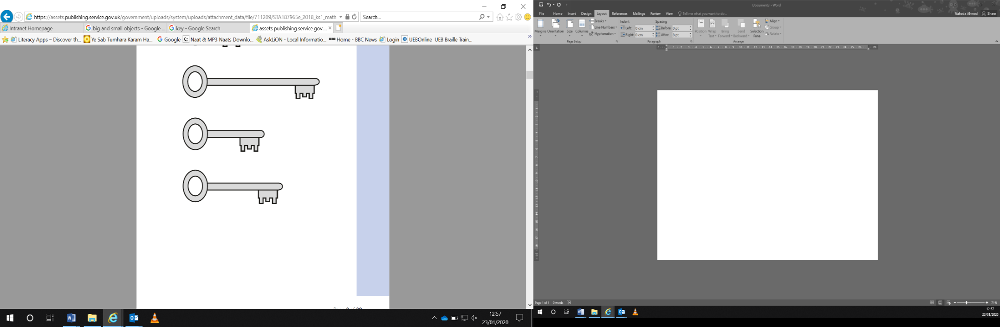 https://assets.publishing.service.gov.uk/government/uploads/system/uploads/attachment_data/file/711209/STA187965e_2018_ks1_math
Search...
Intranet Homepage
big and small objects - Google ...
key - Google Search
assets.publishing.service.gov....
Literacy Apps – Discover th...
Ye Sab Tumhara Karam Ha...
Google
Naat & MP3 Naats Downlo...
AskLiON - Local Informatio...
Home - BBC News
Login
UEBOnline
UEB Braille Train...
12:57
23/01/2020
Document3 - Word
File Home Insert Design Layout References Mailings Review View Tell me what you want to do...
Naheda Ahmed Share
Breaks
Indent
Spacing
Align
Line Numbers
Left: 0 cm
Before: 0 pt
Group
Margins Orientation Size Columns
Position Wrap Text Bring Forward Send Backward Selection Pane
Hyphenation
Right: 0 cm
After: 8 pt
Rotate
Page Setup
Paragraph
Arrange
Page 1 of 1 0 words
71%
12:57
23/01/2020